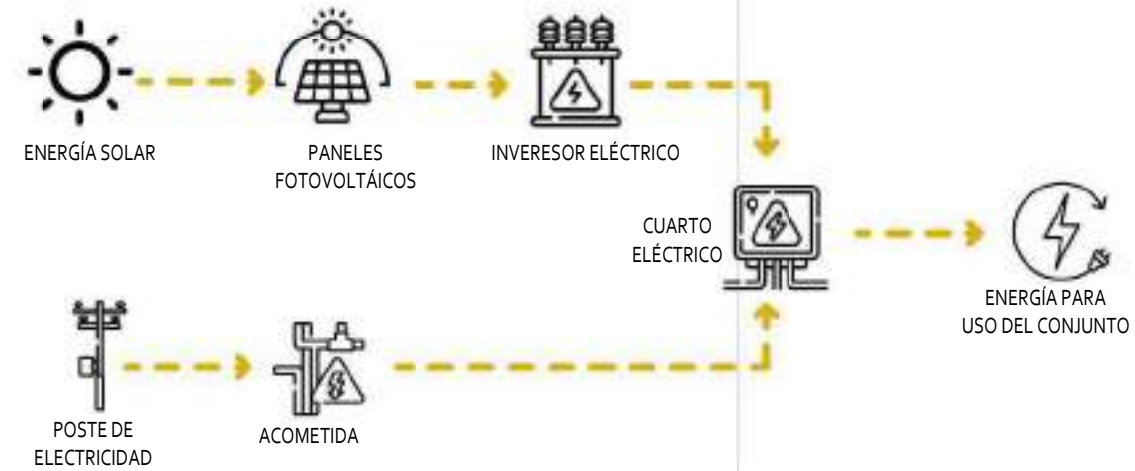 ENERGÍA SOLAR
PANELES
FOTOVOLTÁICOS
INVERESOR ELÉCTRICO
CUARTO
ELÉCTRICO
ENERGÍA PARA
USO DEL CONJUNTO
POSTE DE
ELECTRICIDAD
ACOMETIDA